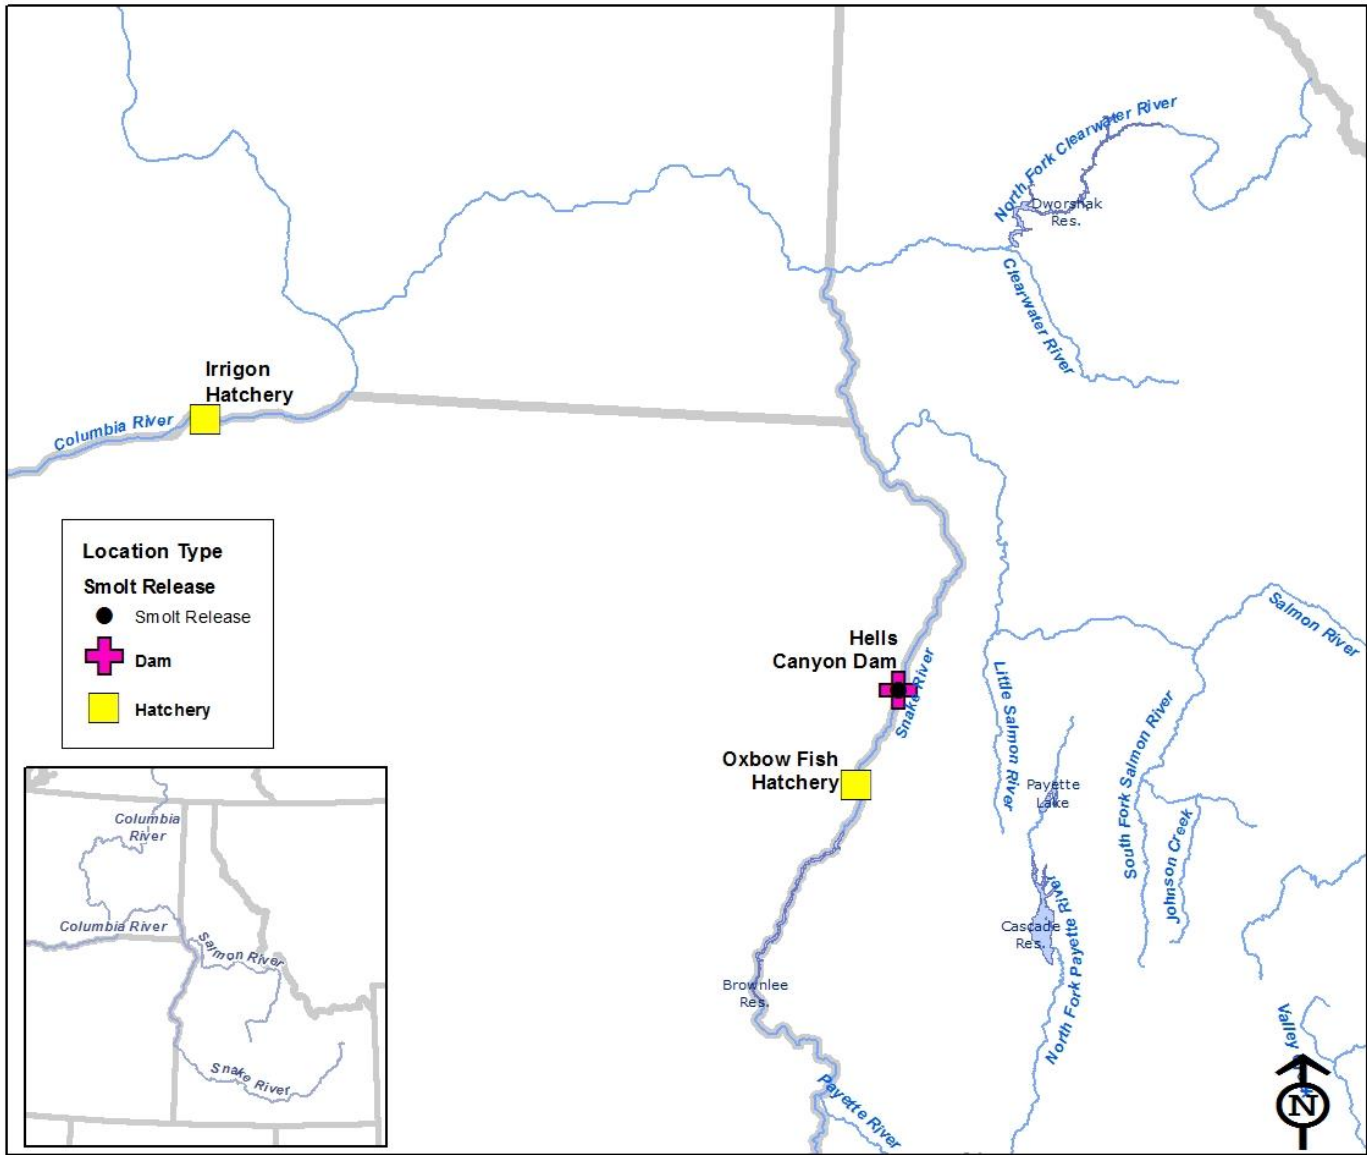 North Fork Clearwater River
Dworshak
Res.
Clearwater River
Irrigon
Hatchery
Columbia River
Location Type
Smolt Release
Smolt Release
Dam
Hatchery
Hells
Canyon Dam
Snake River
Oxbow Fish
Hatchery
Salmon River
Little Salmon River
Payette
Lake
South Fork Salmon River
Johnson Creek
Cascade
Res.
North Fork Payette River
Brownlee
Res.
Payette River
Valley
N
Columbia
River
Columbia River
Salmon River
Snake River